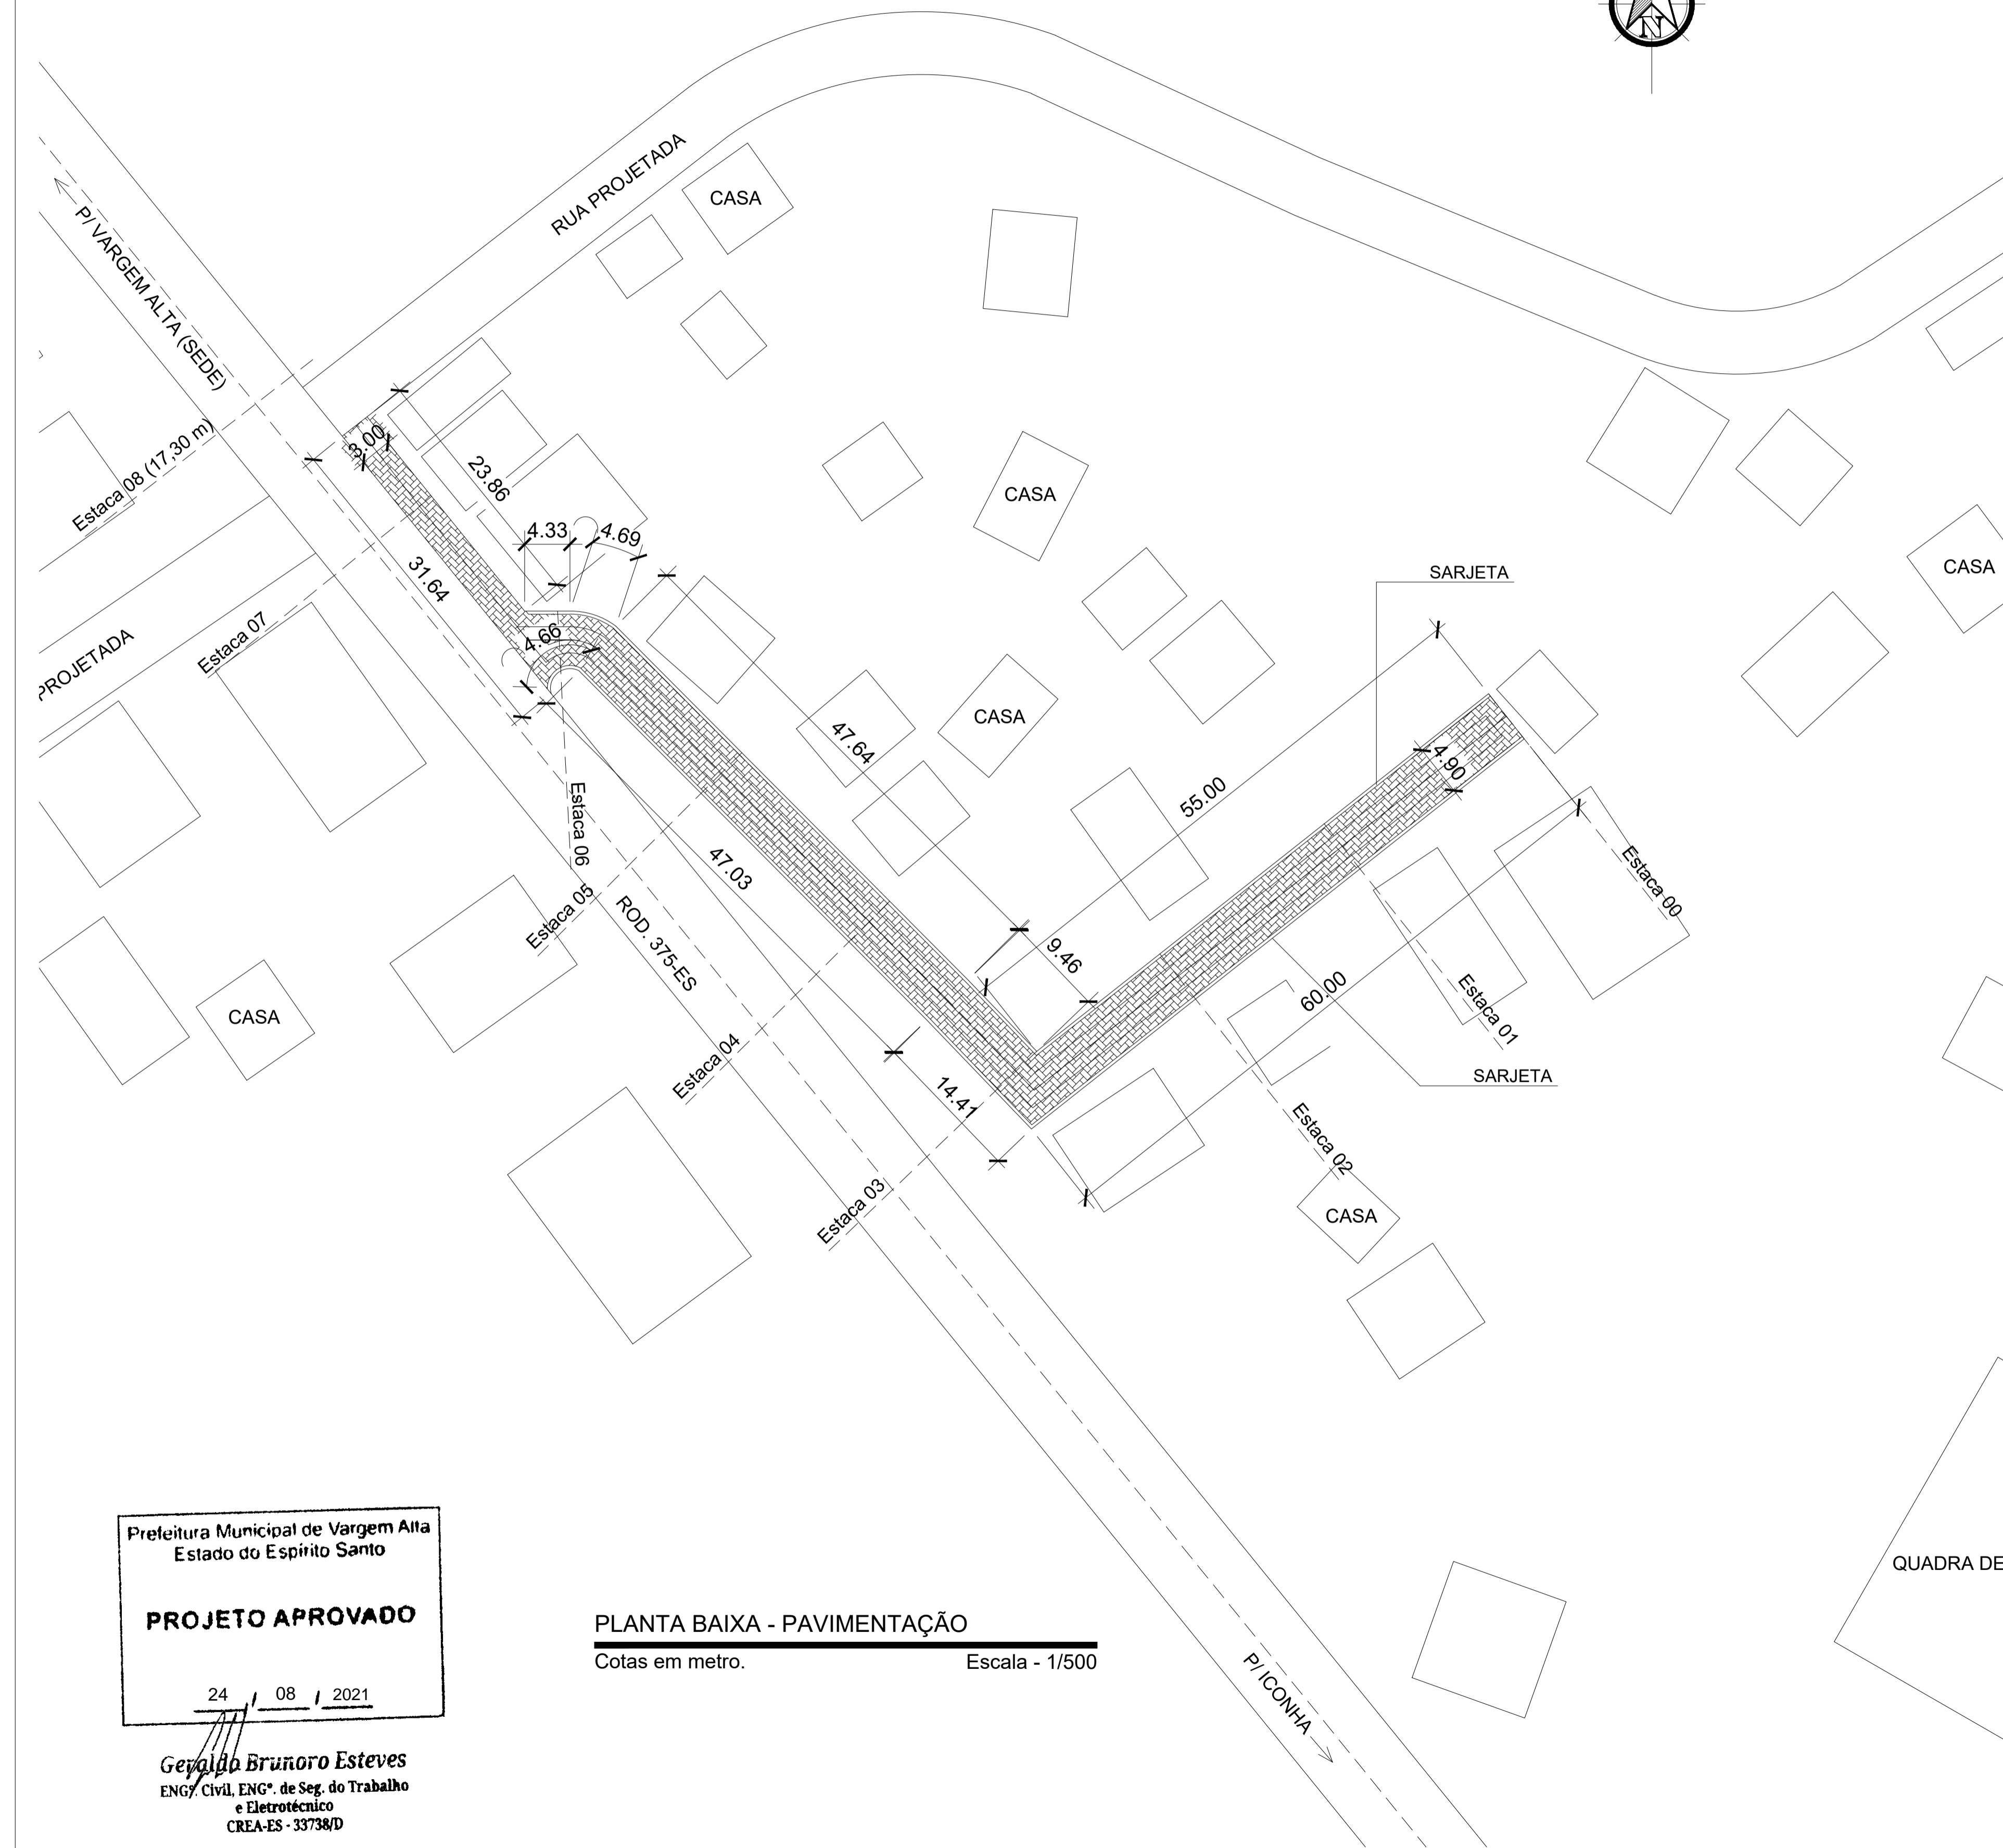 N
RUA PROJETADA
CASA
P/ VARGEM ALTA (SEDE)
3.00
Estaca 08 (17,30 m)
23.86
CASA
4.33
4.69
31.64
SARJETA
CASA
Estaca 07
4.66
PROJETADA
CASA
47.64
4.90
55.00
Estaca 06
47.03
Estaca 00
Estaca 05
ROD. 375-ES
9.46
60.00
Estaca 01
CASA
Estaca 04
SARJETA
14.41
Estaca 02
Estaca 03
CASA
QUADRA DE
P/ ICONHA
Prefeitura Municipal de Vargem Alta
Estado do Espírito Santo
PROJETO APROVADO
24 / 08 / 2021
Geraldo Brunoro Esteves
ENGº. Civil, ENGº. de Seg. do Trabalho
e Eletrotécnico
CREA-ES - 33738/D
PLANTA BAIXA - PAVIMENTAÇÃO
Cotas em metro.
Escala - 1/500